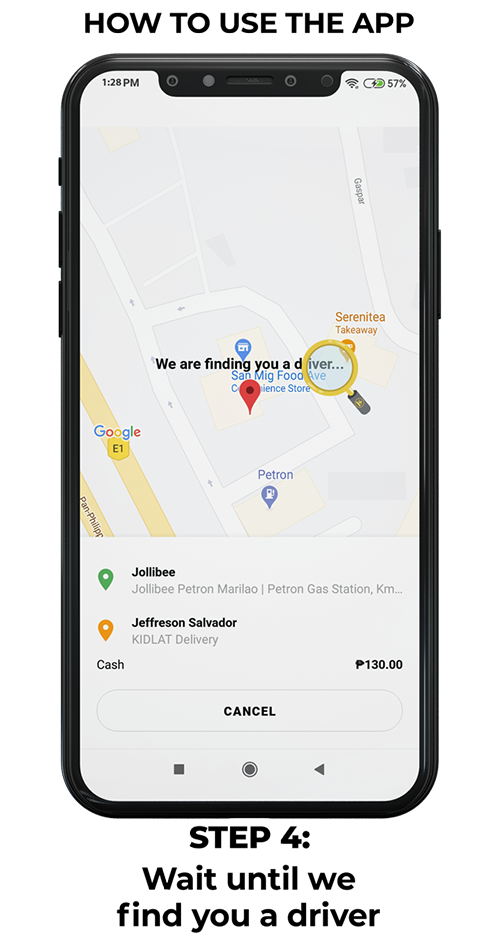 HOW TO USE THE APP
1:28 PM
57%
Gaspar
Serenitea
Takeaway
We are finding you a driver...
San Mig Food Ave
Convenience Store
Google
E1
Petron
Pan-Philipp
Jollibee
Jollibee Petron Marilao | Petron Gas Station, Km...
Jeffreson Salvador
KIDLAT Delivery
Cash ₱130.00
CANCEL
STEP 4:
Wait until we
find you a driver